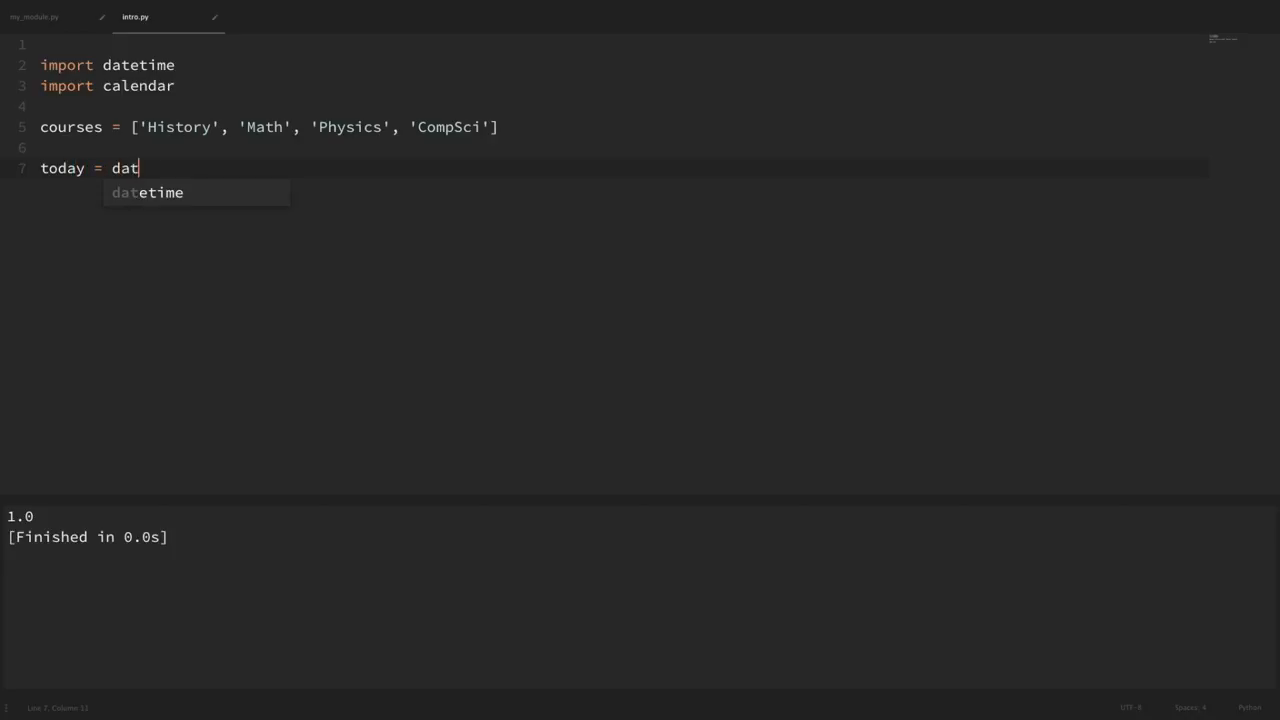 my_module.py
intro.py
1
2 import datetime
3 import calendar
4
5 courses = ['History', 'Math', 'Physics', 'CompSci']
6
7 today = dat
datetime
1.0
[Finished in 0.0s]
Line 7, Column 11
UTF-8
Spaces: 4
Python